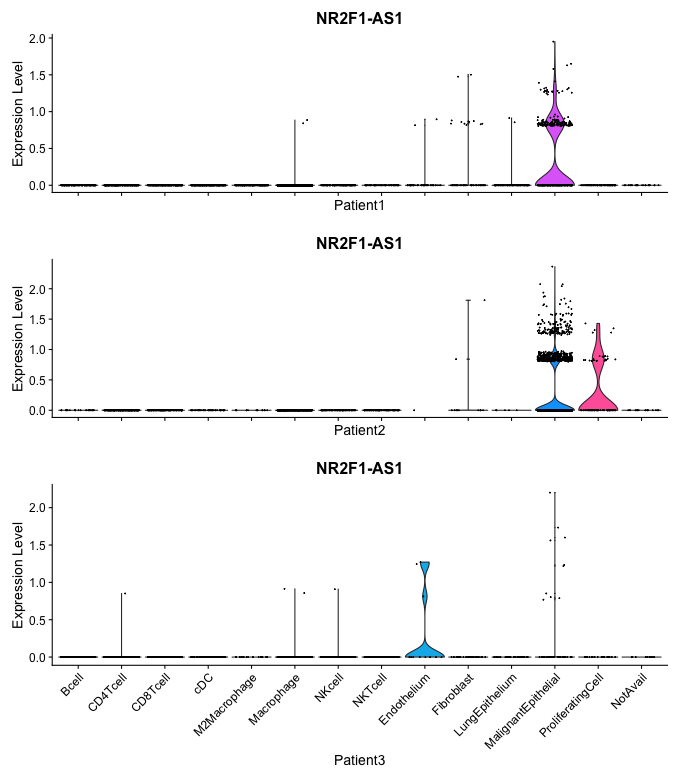 NR2F1-AS1
Expression Level
2.0
1.5
1.0
0.5
0.0
Patient1
NR2F1-AS1
Expression Level
2.0
1.5
1.0
0.5
0.0
Patient2
NR2F1-AS1
Expression Level
2.0
1.5
1.0
0.5
0.0
Bcell
CD4Tcell
CD8Tcell
cDC
M2Macrophage
Macrophage
NKcell
NKTcell
Endothelium
Fibroblast
LungEpithelium
MalignantEpithelial
ProliferatingCell
NotAvail
Patient3